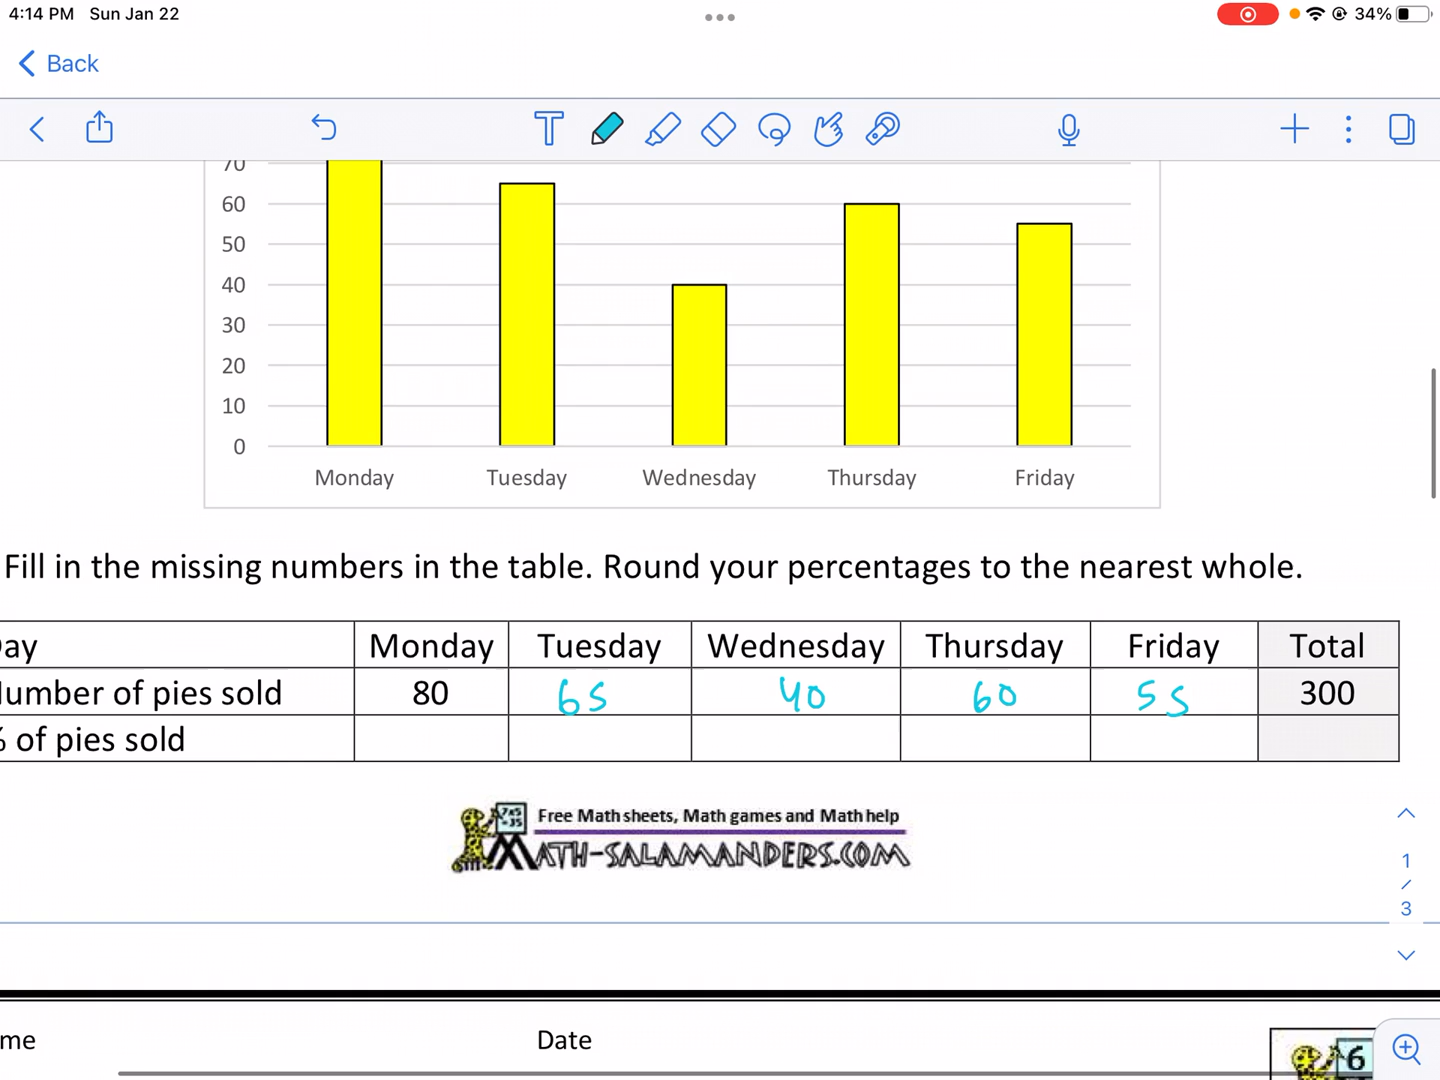 4:14 PM Sun Jan 22 34%
Back
T
70
60
50
40
30
20
10
0
Monday Tuesday Wednesday Thursday Friday
Fill in the missing numbers in the table. Round your percentages to the nearest whole.
ay Monday Tuesday Wednesday Thursday Friday Total
umber of pies sold 80 65 40 60 55 300
% of pies sold
7x5
=35
Free Math sheets, Math games and Math help
MATH-SALAMANDERS.COM
1
/
3
me Date
6